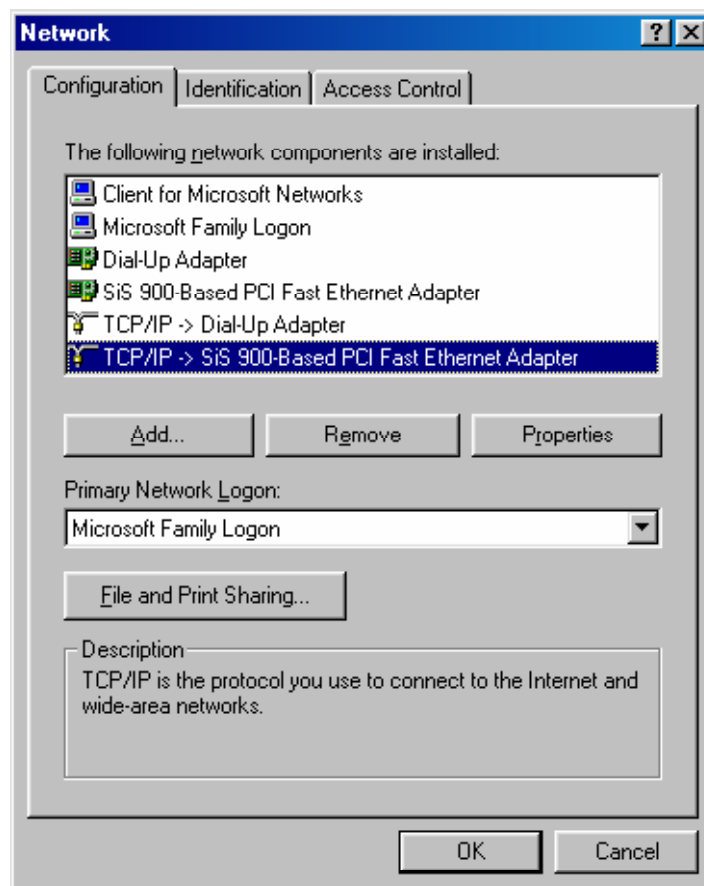 Network
Configuration
Identification
Access Control
The following network components are installed:
Client for Microsoft Networks
Microsoft Family Logon
Dial-Up Adapter
SiS 900-Based PCI Fast Ethernet Adapter
TCP/IP -> Dial-Up Adapter
TCP/IP -> SiS 900-Based PCI Fast Ethernet Adapter
Add...
Remove
Properties
Primary Network Logon:
Microsoft Family Logon
File and Print Sharing...
Description
TCP/IP is the protocol you use to connect to the Internet and
wide-area networks.
OK
Cancel